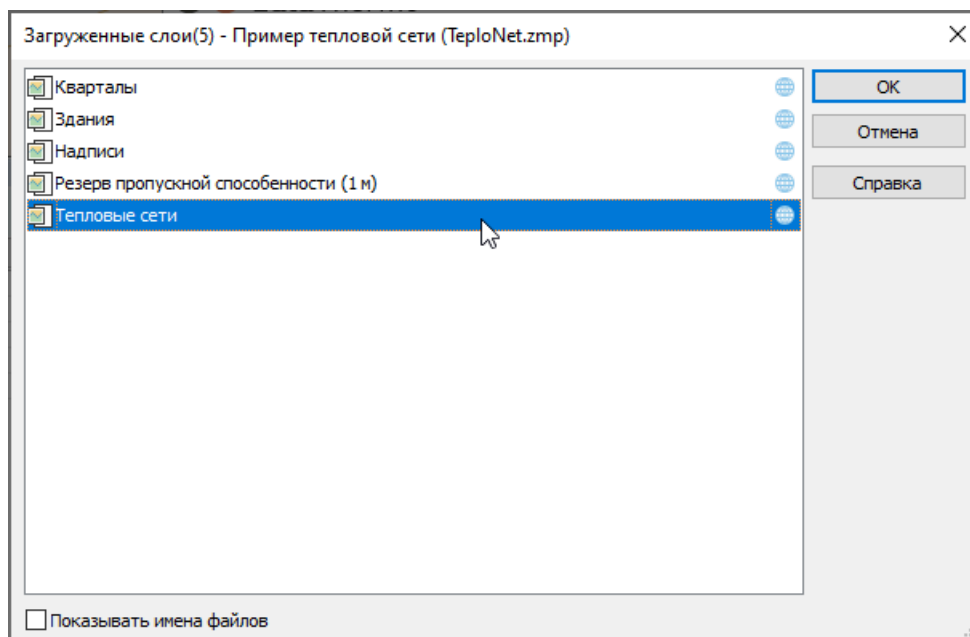 Загруженные слои(5) - Пример тепловой сети (TeploNet.zmp)
Кварталы
Здания
Надписи
Резерв пропускной способенности (1 м)
Тепловые сети
ОК
Отмена
Справка
Показывать имена файлов